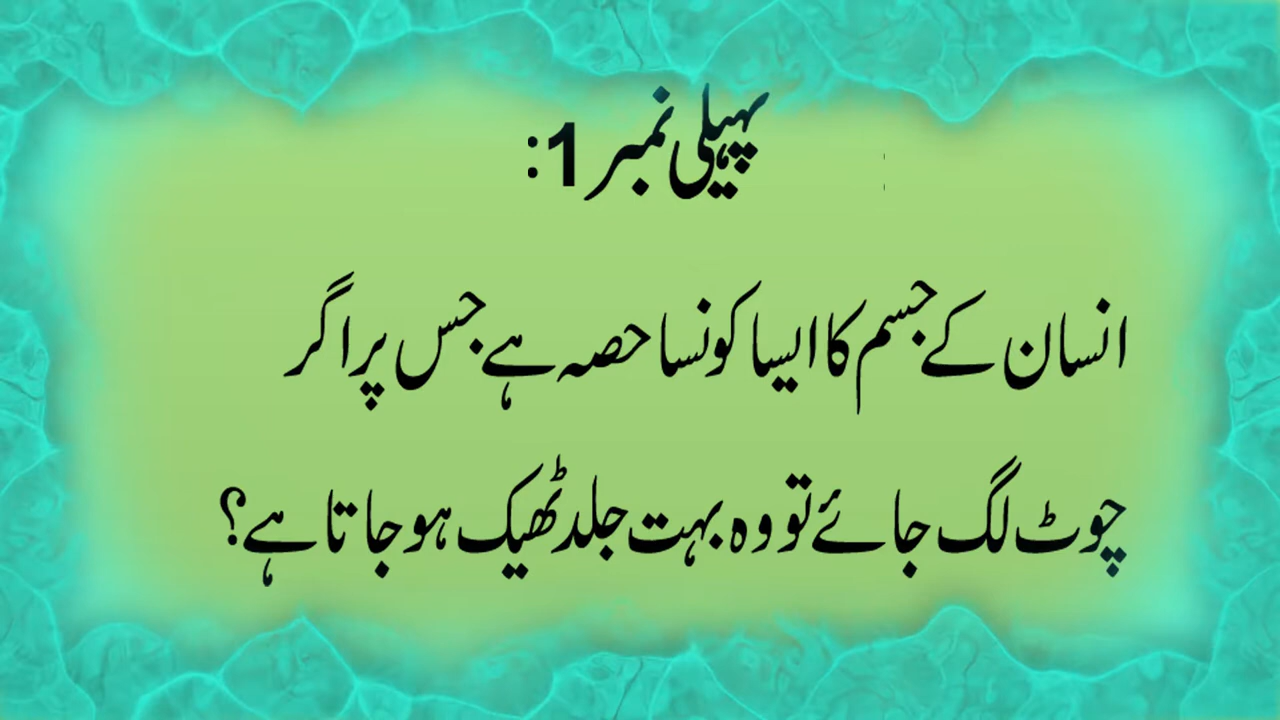 پہیلی نمبر 1:
انسان کے جسم کا ایسا کونسا حصہ ہے جس پر اگر
چوٹ لگ جائے تو وہ بہت جلد ٹھیک ہو جاتا ہے؟